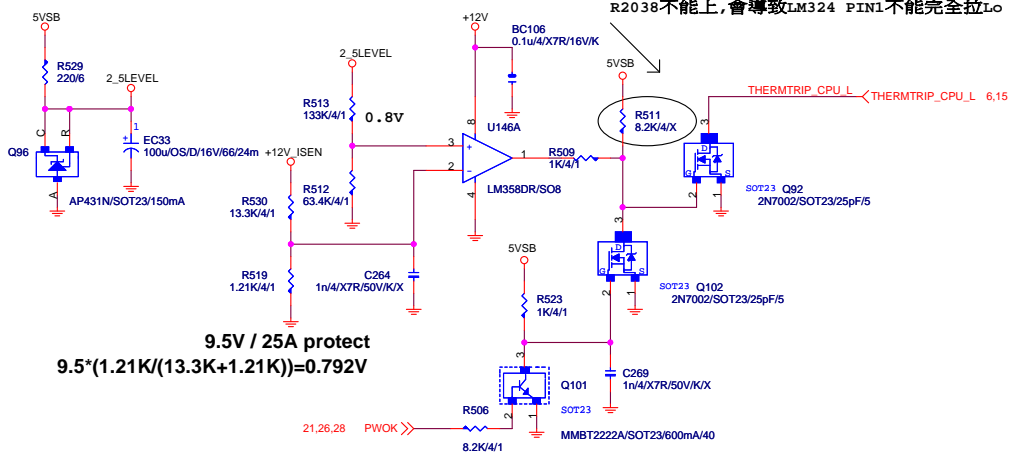 R2038不能上,會導致LM324 PIN1不能完全拉Lo
5VSB
R529
220/6
2_5LEVEL
C
R
Q96
A
AP431N/SOT23/150mA
1
+
EC33
100u/OS/D/16V/66/24m
2_5LEVEL
R513
133K/4/1
0.8V
R512
63.4K/4/1
+12V_ISEN
R530
13.3K/4/1
R519
1.21K/4/1
C264
1n/4/X7R/50V/K/X
+12V
BC106
0.1u/4/X7R/16V/K
U146A
8
3
+
2
-
1
4
LM358DR/SO8
R509
1K/4/1
5VSB
R511
8.2K/4/X
THERMTRIP_CPU_L
THERMTRIP_CPU_L 6,15
3
D
G
S
2
1
SOT23 Q92
2N7002/SOT23/25pF/5
3
D
G
S
2
1
SOT23 Q102
2N7002/SOT23/25pF/5
5VSB
R523
1K/4/1
C269
1n/4/X7R/50V/K/X
3
Q101
SOT23
2
1
MMBT2222A/SOT23/600mA/40
R506
8.2K/4/1
21,26,28 PWOK
9.5V / 25A protect
9.5*(1.21K/(13.3K+1.21K))=0.792V